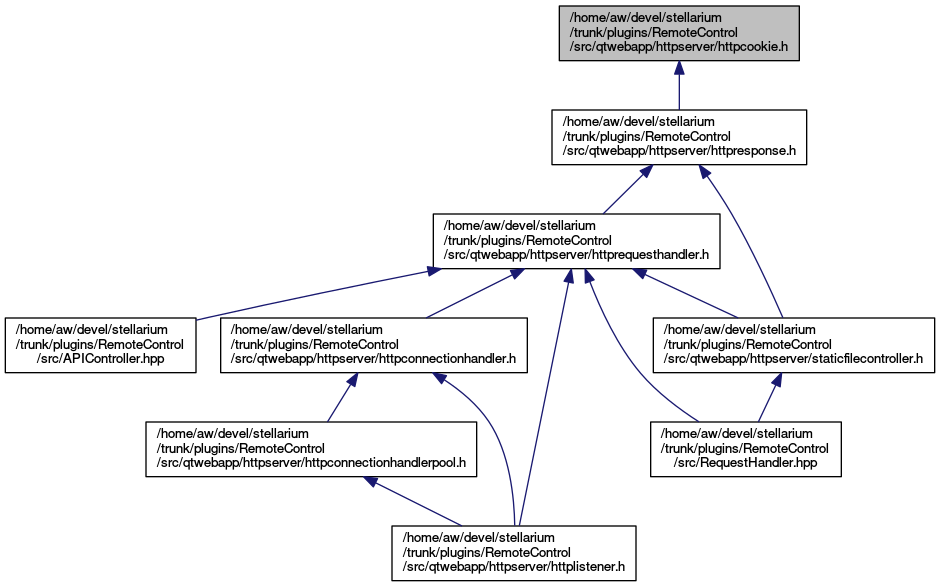 /home/aw/devel/stellarium
/trunk/plugins/RemoteControl
/src/qtwebapp/httpserver/httpcookie.h
/home/aw/devel/stellarium
/trunk/plugins/RemoteControl
/src/qtwebapp/httpserver/httpresponse.h
/home/aw/devel/stellarium
/trunk/plugins/RemoteControl
/src/qtwebapp/httpserver/httprequesthandler.h
/home/aw/devel/stellarium
/trunk/plugins/RemoteControl
/src/APIController.hpp
/home/aw/devel/stellarium
/trunk/plugins/RemoteControl
/src/qtwebapp/httpserver/httpconnectionhandler.h
/home/aw/devel/stellarium
/trunk/plugins/RemoteControl
/src/qtwebapp/httpserver/staticfilecontroller.h
/home/aw/devel/stellarium
/trunk/plugins/RemoteControl
/src/qtwebapp/httpserver/httpconnectionhandlerpool.h
/home/aw/devel/stellarium
/trunk/plugins/RemoteControl
/src/RequestHandler.hpp
/home/aw/devel/stellarium
/trunk/plugins/RemoteControl
/src/qtwebapp/httpserver/httplistener.h